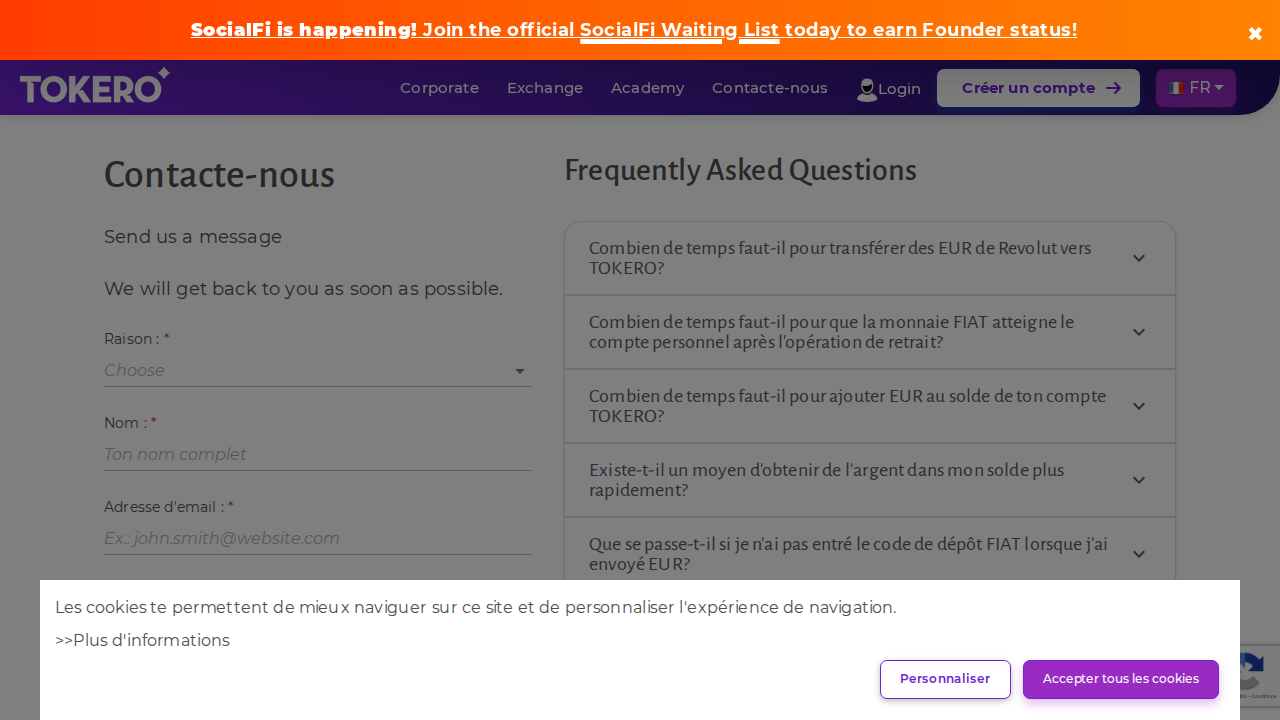 SocialFi is happening! Join the official SocialFi Waiting List today to earn Founder status!
TOKERO
Corporate
Exchange
Academy
Contacte-nous
Login
Créer un compte
FR
Contacte-nous
Send us a message
We will get back to you as soon as possible.
Raison : *
Choose
Nom : *
Ton nom complet
Adresse d'email : *
Ex.: john.smith@website.com
Frequently Asked Questions
Combien de temps faut-il pour transférer des EUR de Revolut vers
TOKERO?
Combien de temps faut-il pour que la monnaie FIAT atteigne le
compte personnel après l'opération de retrait?
Combien de temps faut-il pour ajouter EUR au solde de ton compte
TOKERO?
Existe-t-il un moyen d'obtenir de l'argent dans mon solde plus
rapidement?
Que se passe-t-il si je n'ai pas entré le code de dépôt FIAT lorsque j'ai
envoyé EUR?
Les cookies te permettent de mieux naviguer sur ce site et de personnaliser l'expérience de navigation.
>>Plus d'informations
Personnaliser
Accepter tous les cookies
Conditions